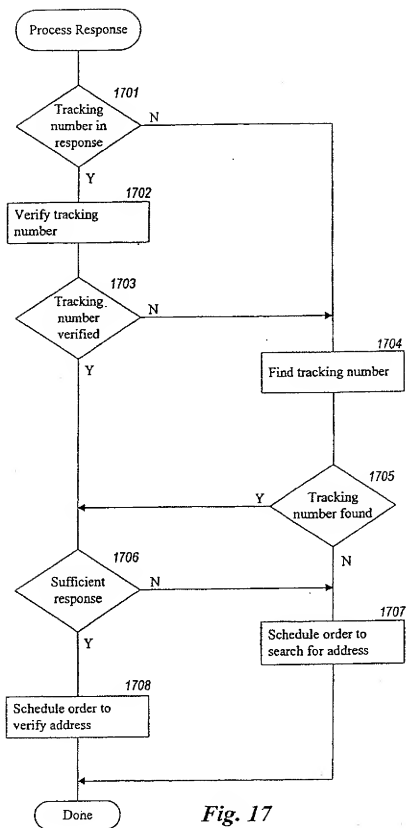 Process Response
1701
Tracking
number in
response
N
Y
1702
Verify tracking
number
1703
Tracking
number
verified
N
Y
1704
Find tracking number
1705
Tracking
number found
Y
N
1706
Sufficient
response
N
Y
1707
Schedule order to
search for address
1708
Schedule order to
verify address
Done
Fig. 17